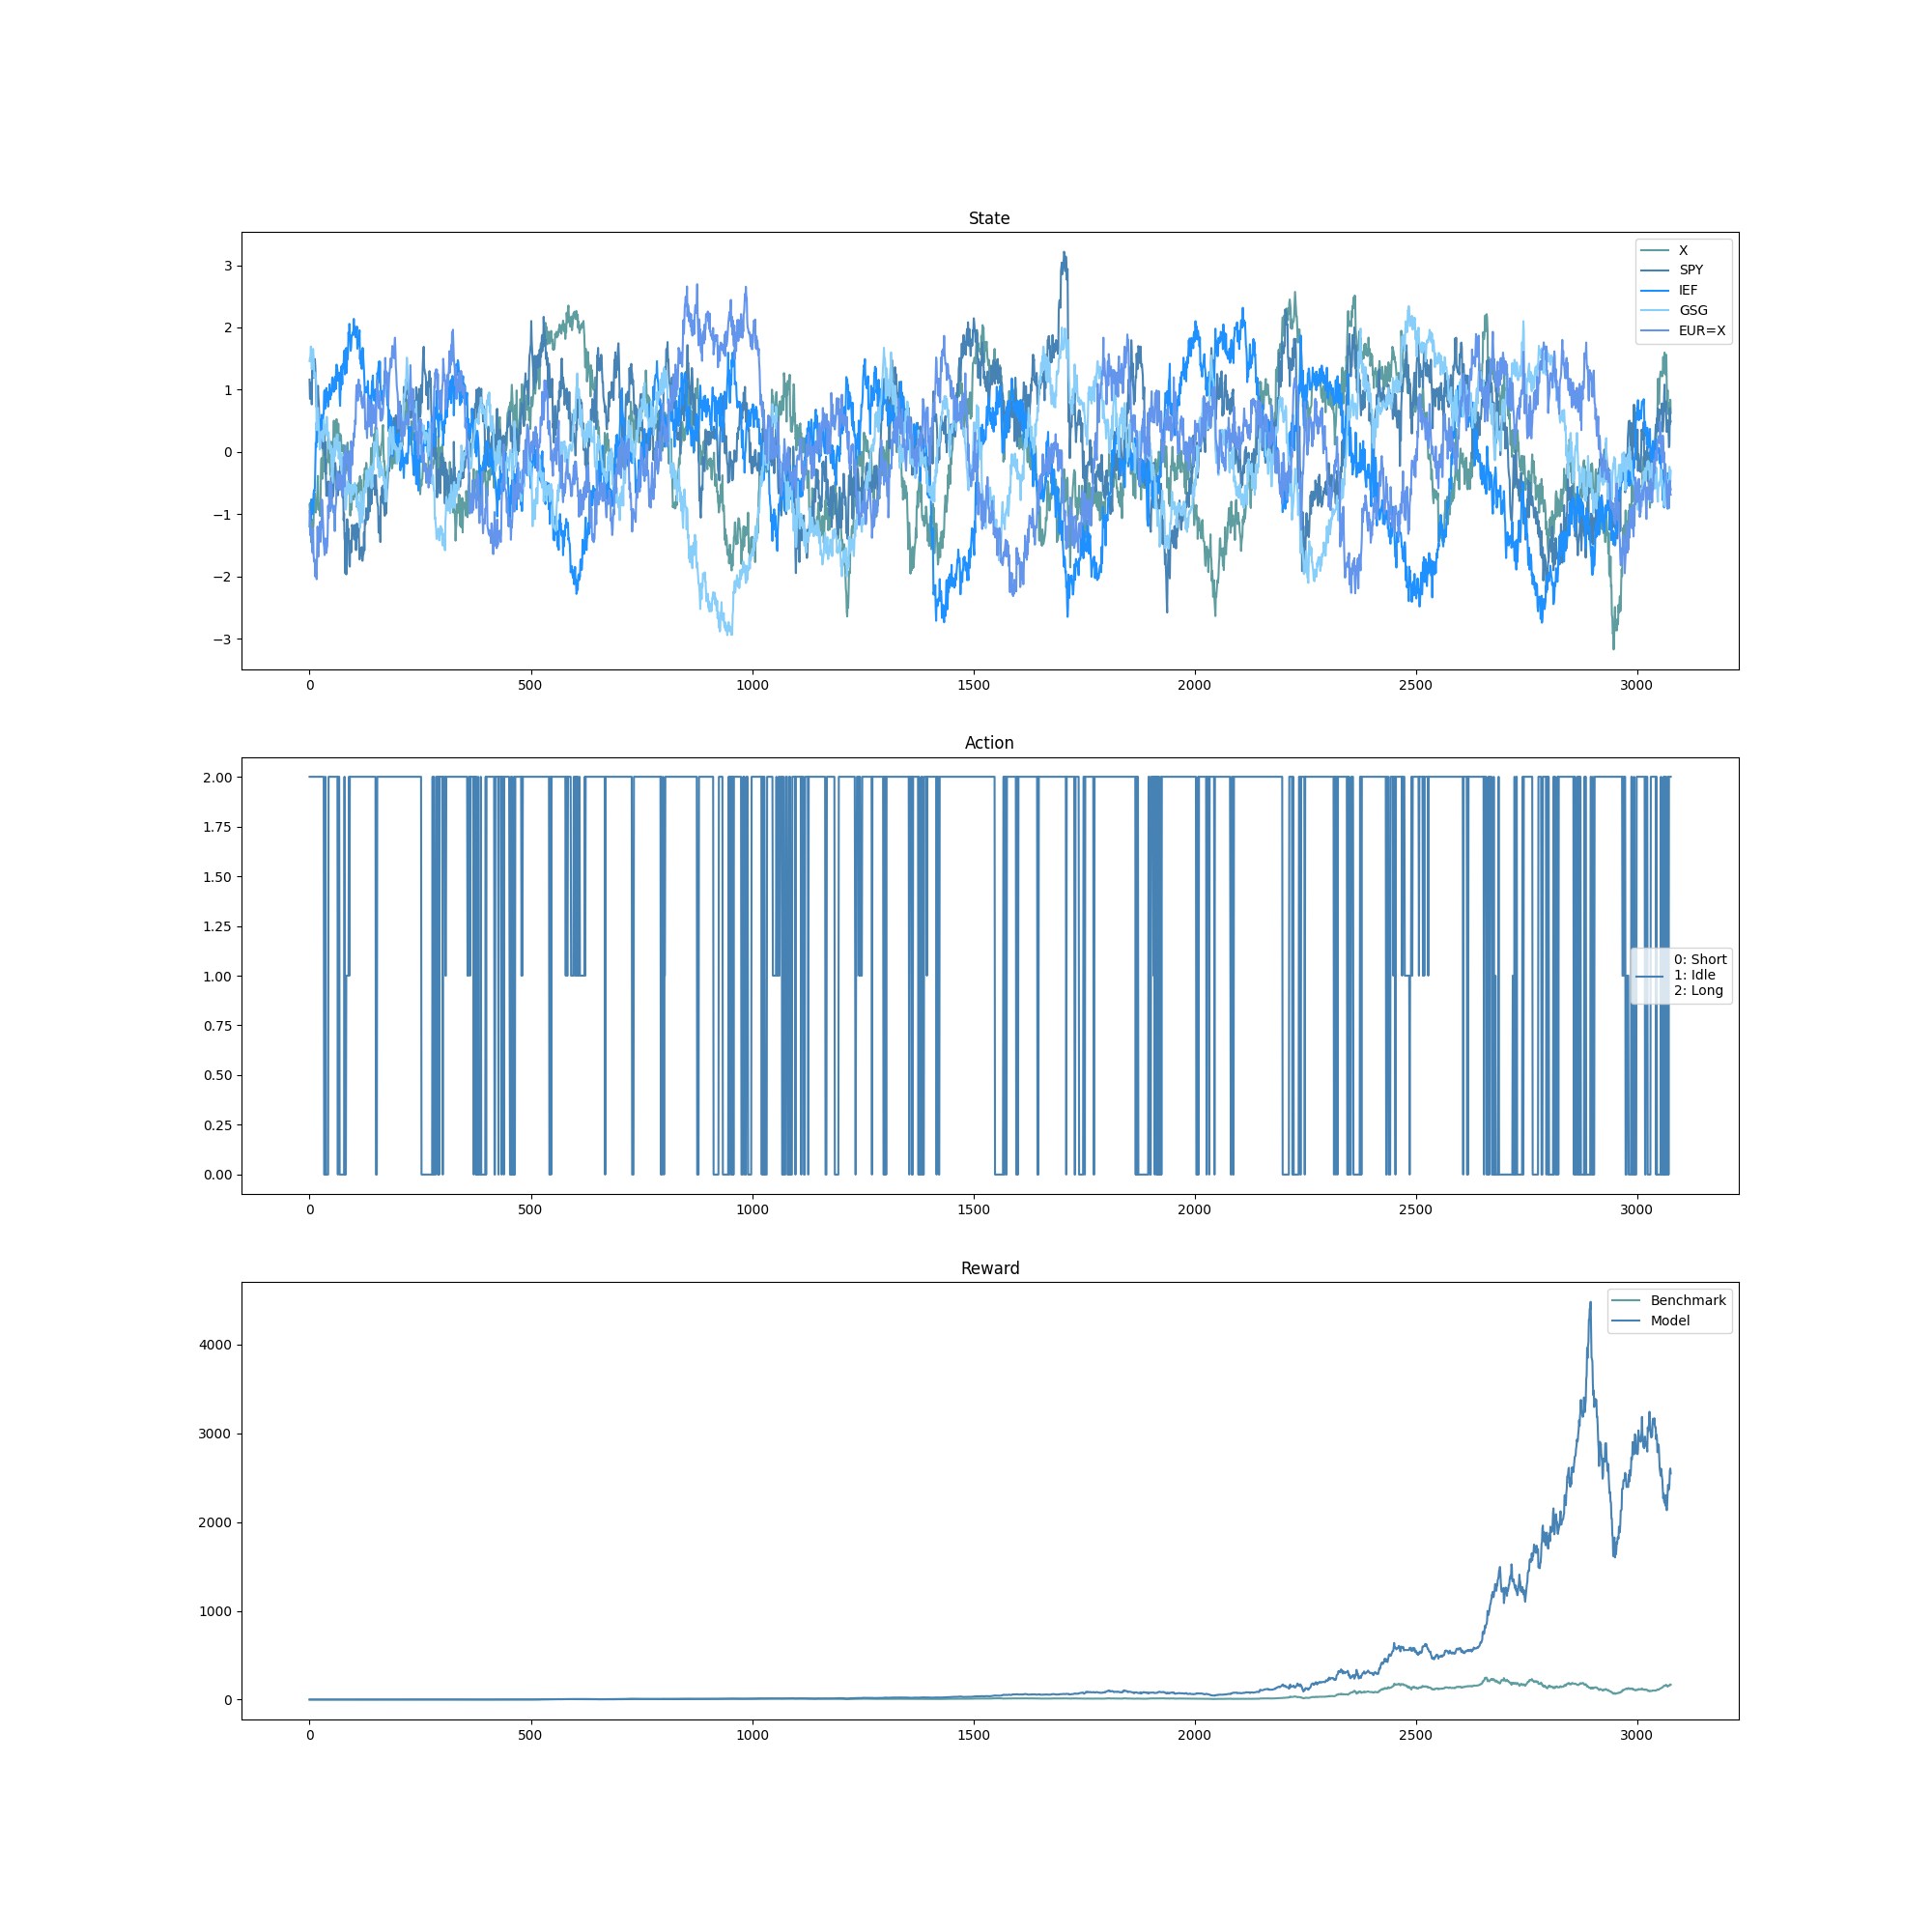 State
3
2
1
0
−1
−2
−3
X
SPY
IEF
GSG
EUR=X
0 500 1000 1500 2000 2500 3000
Action
2.00
1.75
1.50
1.25
1.00
0.75
0.50
0.25
0.00
0: Short
1: Idle
2: Long
0 500 1000 1500 2000 2500 3000
Reward
4000
3000
2000
1000
0
Benchmark
Model
0 500 1000 1500 2000 2500 3000